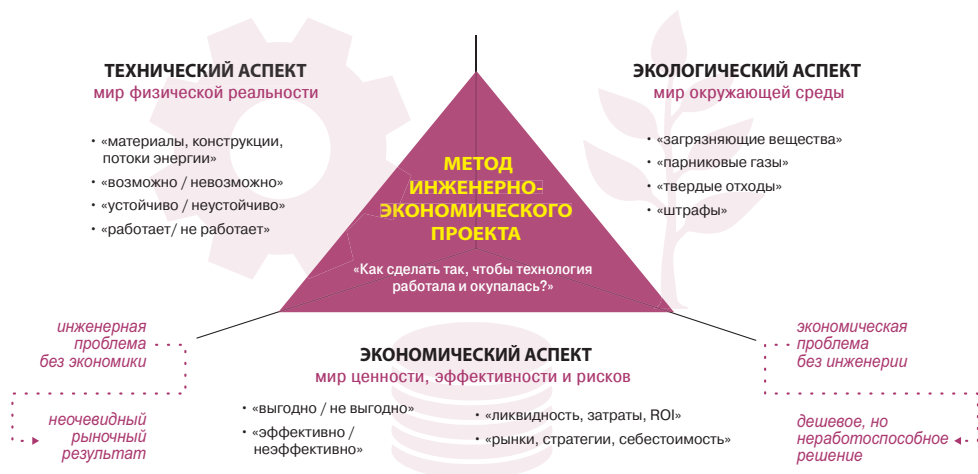 ТЕХНИЧЕСКИЙ АСПЕКТ
мир физической реальности
• «материалы, конструкции,
потоки энергии»
• «возможно / невозможно»
• «устойчиво / неустойчиво»
• «работает/ не работает»
ЭКОЛОГИЧЕСКИЙ АСПЕКТ
мир окружающей среды
• «загрязняющие вещества»
• «парниковые газы»
• «твердые отходы»
• «штрафы»
МЕТОД
ИНЖЕНЕРНО-
ЭКОНОМИЧЕСКОГО
ПРОЕКТА
«Как сделать так, чтобы технология
работала и окупалась?»
инженерная
проблема
без экономики
неочевидный
рыночный
результат
ЭКОНОМИЧЕСКИЙ АСПЕКТ
мир ценности, эффективности и рисков
• «выгодно / не выгодно»
• «эффективно /
неэффективно»
• «ликвидность, затраты, ROI»
• «рынки, стратегии, себестоимость»
экономическая
проблема
без инженерии
дешевое, но
неработоспособное
решение